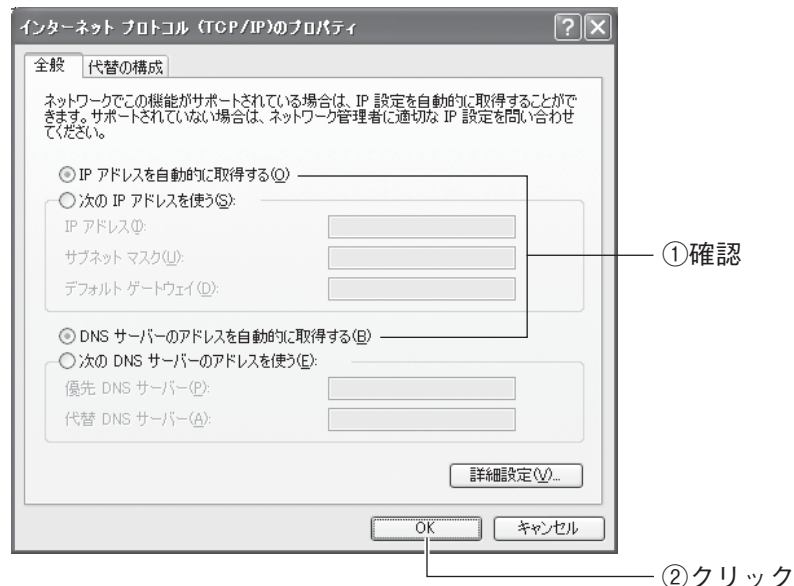 インターネット プロトコル (TCP/IP)のプロパティ
全般
代替の構成
ネットワークでこの機能がサポートされている場合は、IP 設定を自動的に取得することがで
きます。サポートされていない場合は、ネットワーク管理者に適切な IP 設定を問い合わせ
てください。
IP アドレスを自動的に取得する(O)
次の IP アドレスを使う(S):
IP アドレス(I):
サブネット マスク(U):
デフォルト ゲートウェイ(D):
①確認
DNS サーバーのアドレスを自動的に取得する(B)
次の DNS サーバーのアドレスを使う(E):
優先 DNS サーバー(P):
代替 DNS サーバー(A):
詳細設定(V)...
OK
キャンセル
②クリック